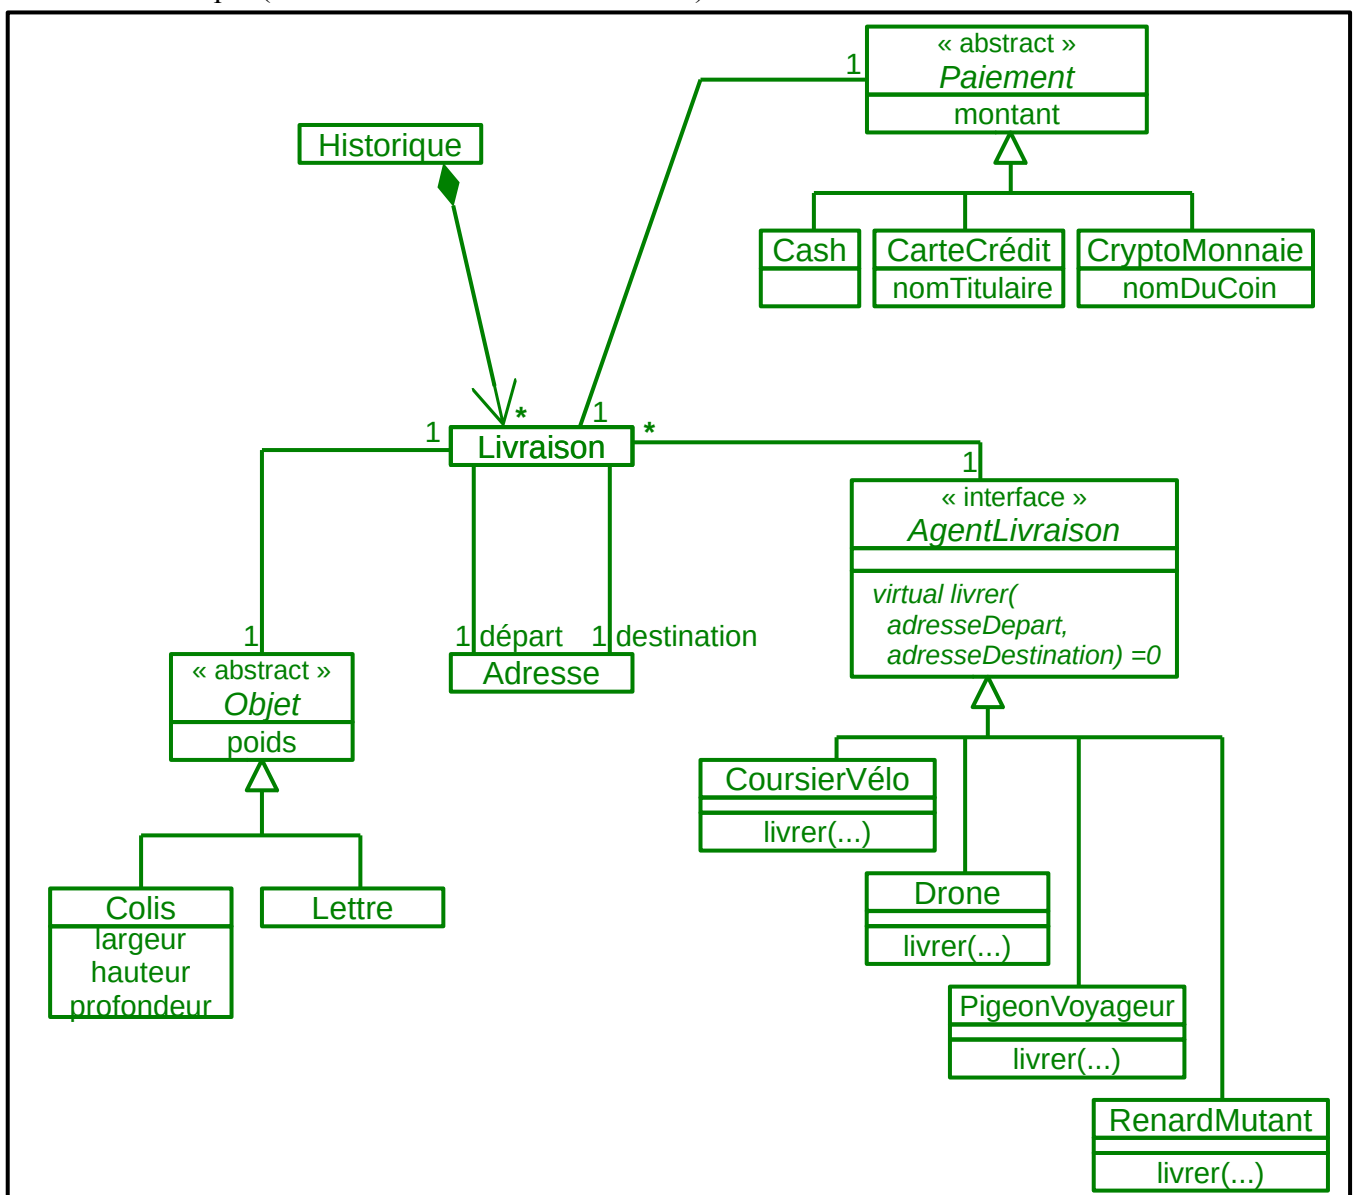 « abstract »
Paiement
montant
1
Historique
Cash
CarteCrédit
nomTitulaire
CryptoMonnaie
nomDuCoin
*
1
1
Livraison
*
1
« interface »
AgentLivraison
virtual livrer(
adresseDepart,
adresseDestination) =0
1
1 départ
1 destination
Adresse
« abstract »
Objet
poids
Colis
largeur
hauteur
profondeur
Lettre
CoursierVélo
livrer(...)
Drone
livrer(...)
PigeonVoyageur
livrer(...)
RenardMutant
livrer(...)